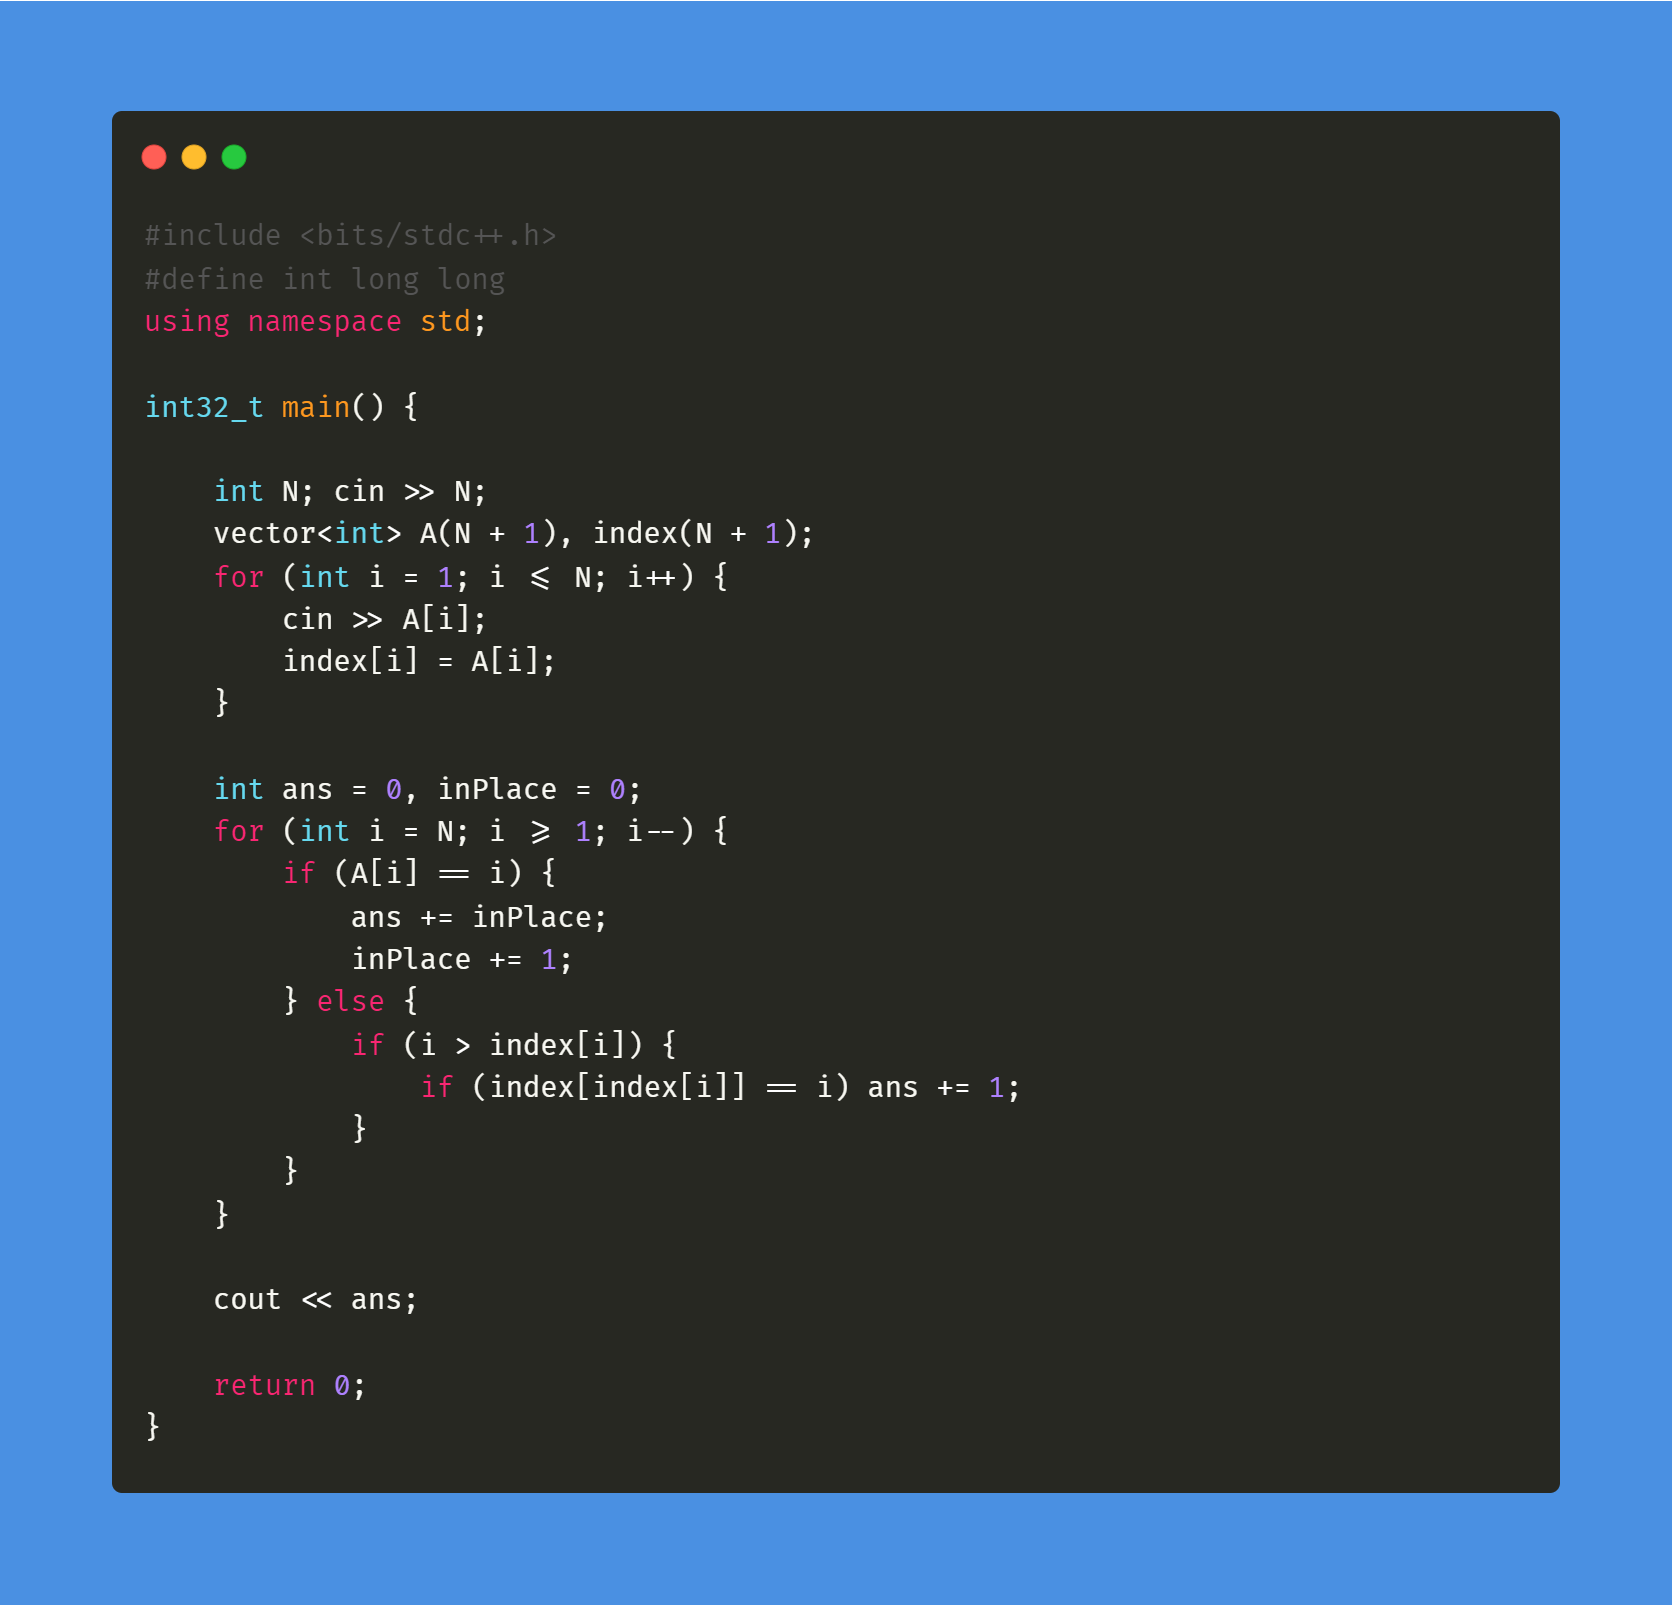 #include <bits/stdc++.h>
#define int long long
using namespace std;

int32_t main() {

    int N; cin >> N;
    vector<int> A(N + 1), index(N + 1);
    for (int i = 1; i <= N; i++) {
        cin >> A[i];
        index[i] = A[i];
    }

    int ans = 0, inPlace = 0;
    for (int i = N; i >= 1; i--) {
        if (A[i] == i) {
            ans += inPlace;
            inPlace += 1;
        } else {
            if (i > index[i]) {
                if (index[index[i]] == i) ans += 1;
            }
        }
    }

    cout << ans;

    return 0;
}